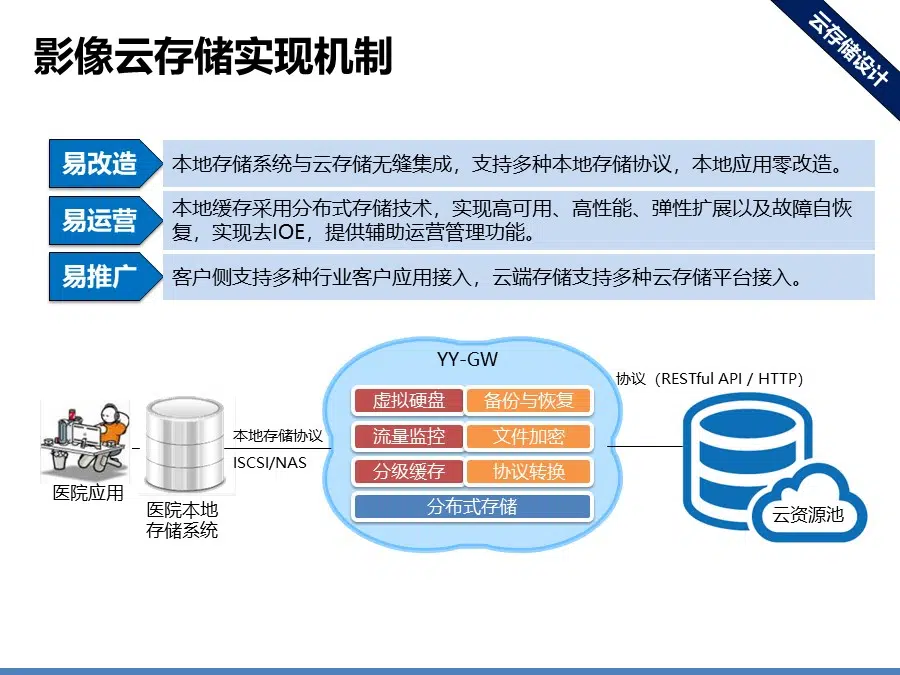 影像云存储实现机制
云存储设计
易改造
本地存储系统与云存储无缝集成，支持多种本地存储协议，本地应用零改造。
易运营
本地缓存采用分布式存储技术，实现高可用、高性能、弹性扩展以及故障自恢
复，实现去IOE，提供辅助运营管理功能。
易推广
客户侧支持多种行业客户应用接入，云端存储支持多种云存储平台接入。
YY-GW
协议（RESTful API / HTTP）
虚拟硬盘
备份与恢复
流量监控
文件加密
分级缓存
协议转换
分布式存储
本地存储协议
ISCSI/NAS
医院应用
医院本地
存储系统
云资源池